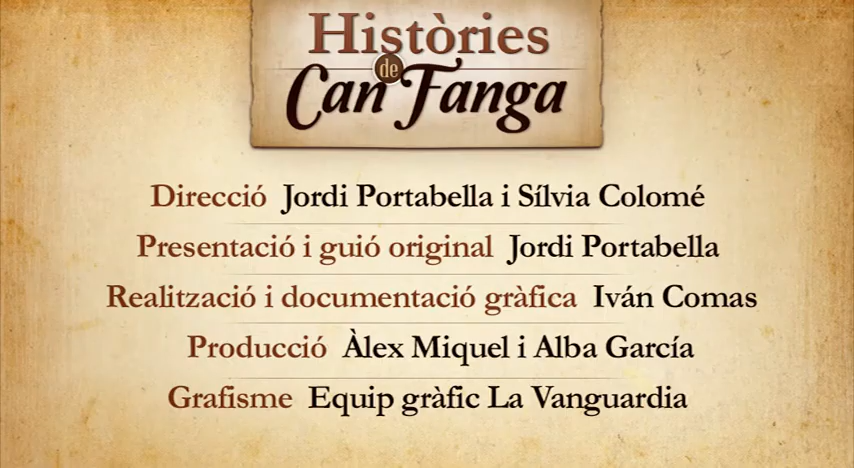 Històries
de
Can Fanga
Direcció Jordi Portabella i Sílvia Colomé
Presentació i guió original Jordi Portabella
Realització i documentació gràfica Iván Comas
Producció Àlex Miquel i Alba García
Grafisme Equip gràfic La Vanguardia